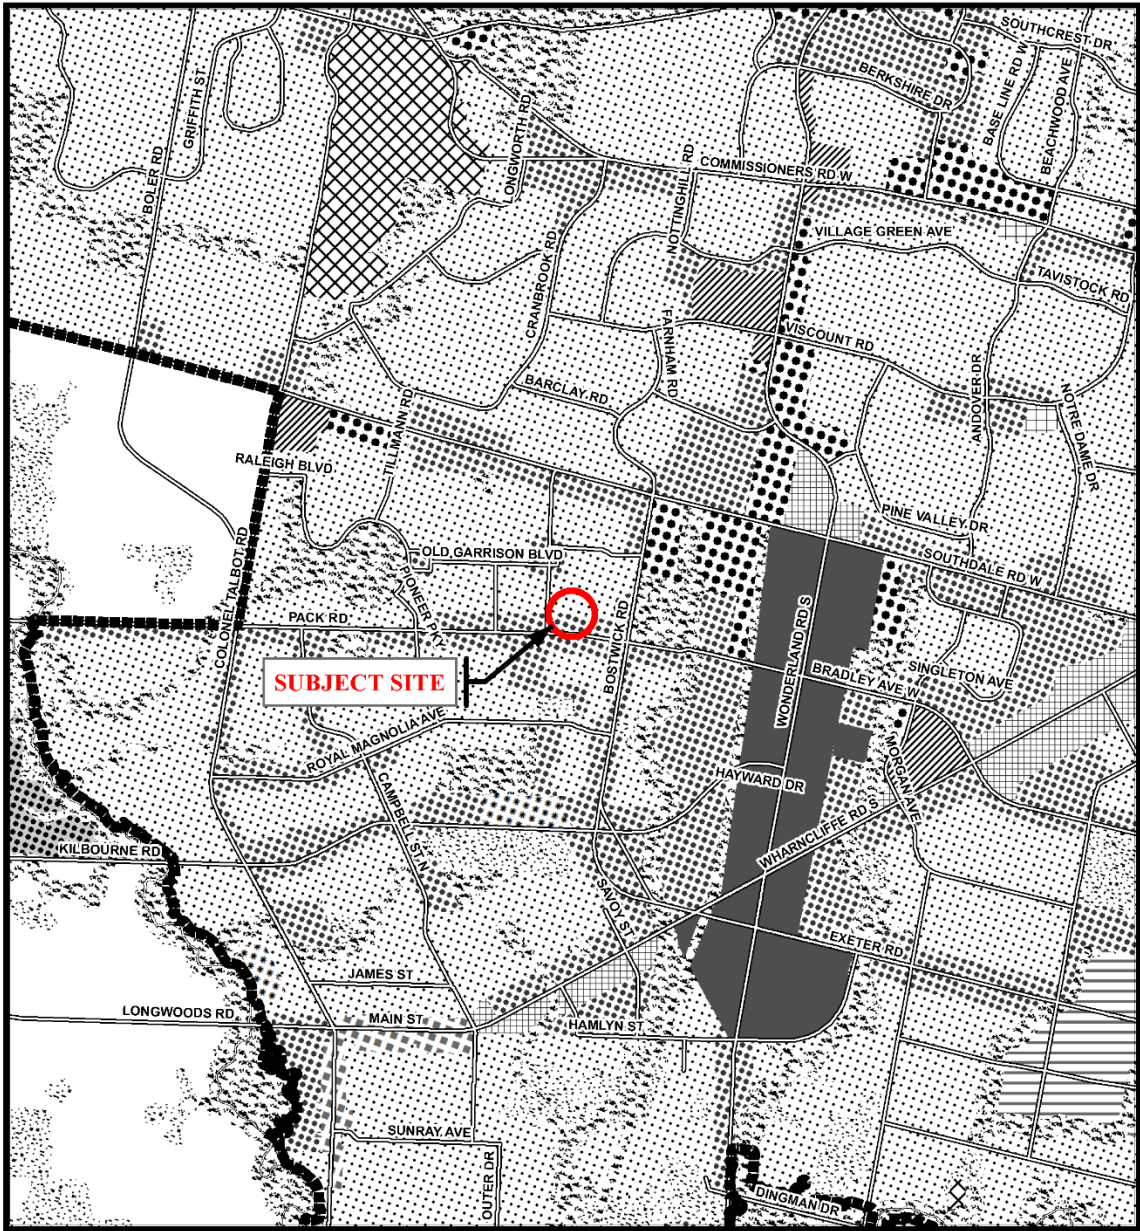 SOUTHCREST DR
BERKSHIRE DR
BASE LINE RD W
BEACHWOOD AVE
GRIFFITH ST
BOLER RD
LONGWORTH RD
COMMISSIONERS RD W
NOTTINGHILL RD
VILLAGE GREEN AVE
TAVISTOCK RD
CRANBROOK RD
FARNHAM RD
VISCOUNT RD
ANDOVER DR
NOTRE DAME DR
BARCLAY RD
TILLMANN RD
RALEIGH BLVD
PINE VALLEY DR
OLD GARRISON BLVD
SOUTHDALE RD W
COLONEL TALBOT RD
PIONEER PKY
PACK RD
BOSTWICK RD
WONDERLAND RD S
BRADLEY AVE W
SINGLETON AVE
SUBJECT SITE
ROYAL MAGNOLIA AVE
MORGAN AVE
HAYWARD DR
CAMPBELL ST N
WHARNCLIFFE RD S
KILBOURNE RD
SAVOY ST
EXETER RD
JAMES ST
LONGWOODS RD
MAIN ST
HAMLYN ST
SUNRAY AVE
OUTER DR
DINGMAN DR